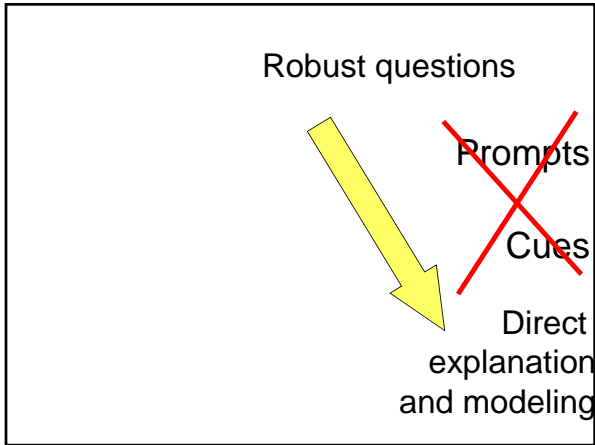 Robust questions
Prompts
Cues
Direct
explanation
and modeling